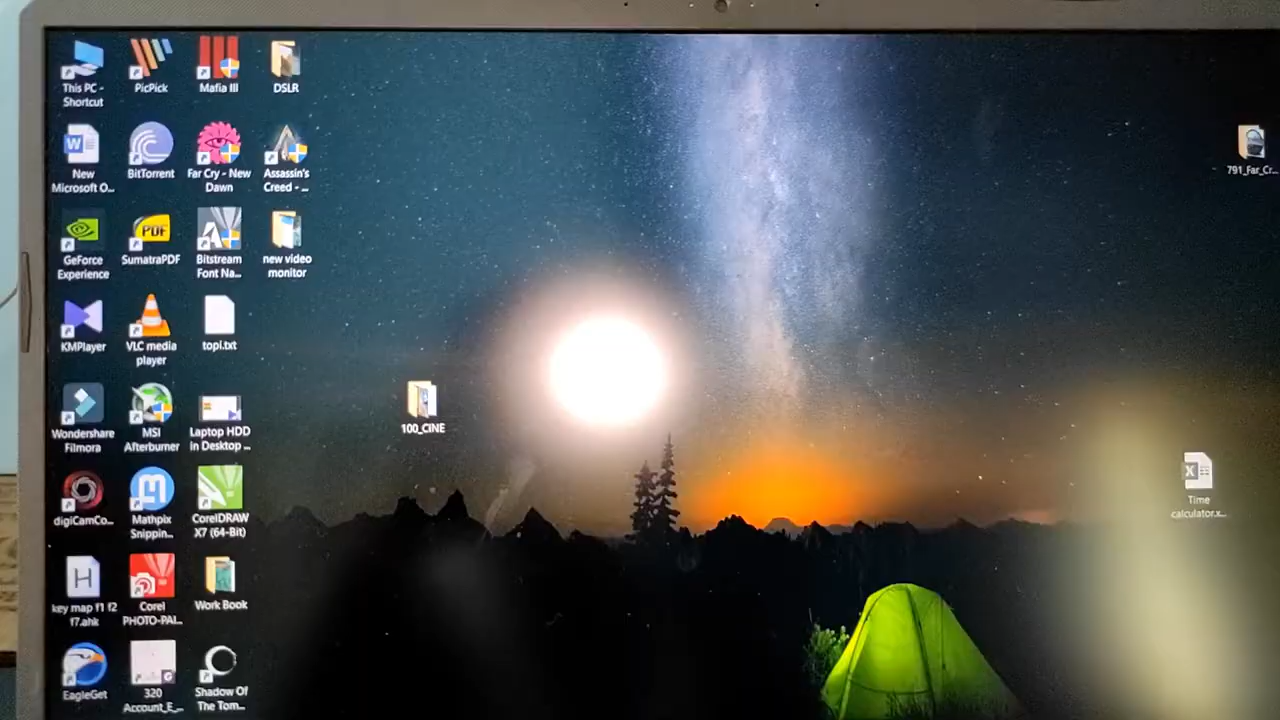 This PC -
Shortcut
PicPick
Mafia III
DSLR
New
Microsoft O...
BitTorrent
Far Cry - New
Dawn
Assassin's
Creed - ...
791_Far_Cr...
GeForce
Experience
PDF
SumatraPDF
Bitstream
Font Na...
new video
monitor
KMPlayer
VLC media
player
topi.txt
Wondershare
Filmora
MSI
Afterburner
Laptop HDD
in Desktop ...
100_CINE
digiCamCo...
Mathpix
Snippin...
CorelDRAW
X7 (64-Bit)
Time
calculator.x...
key map f1 f2
f7.ahk
Corel
PHOTO-PAI...
Work Book
EagleGet
320
Account_E_...
Shadow Of
The Tom...